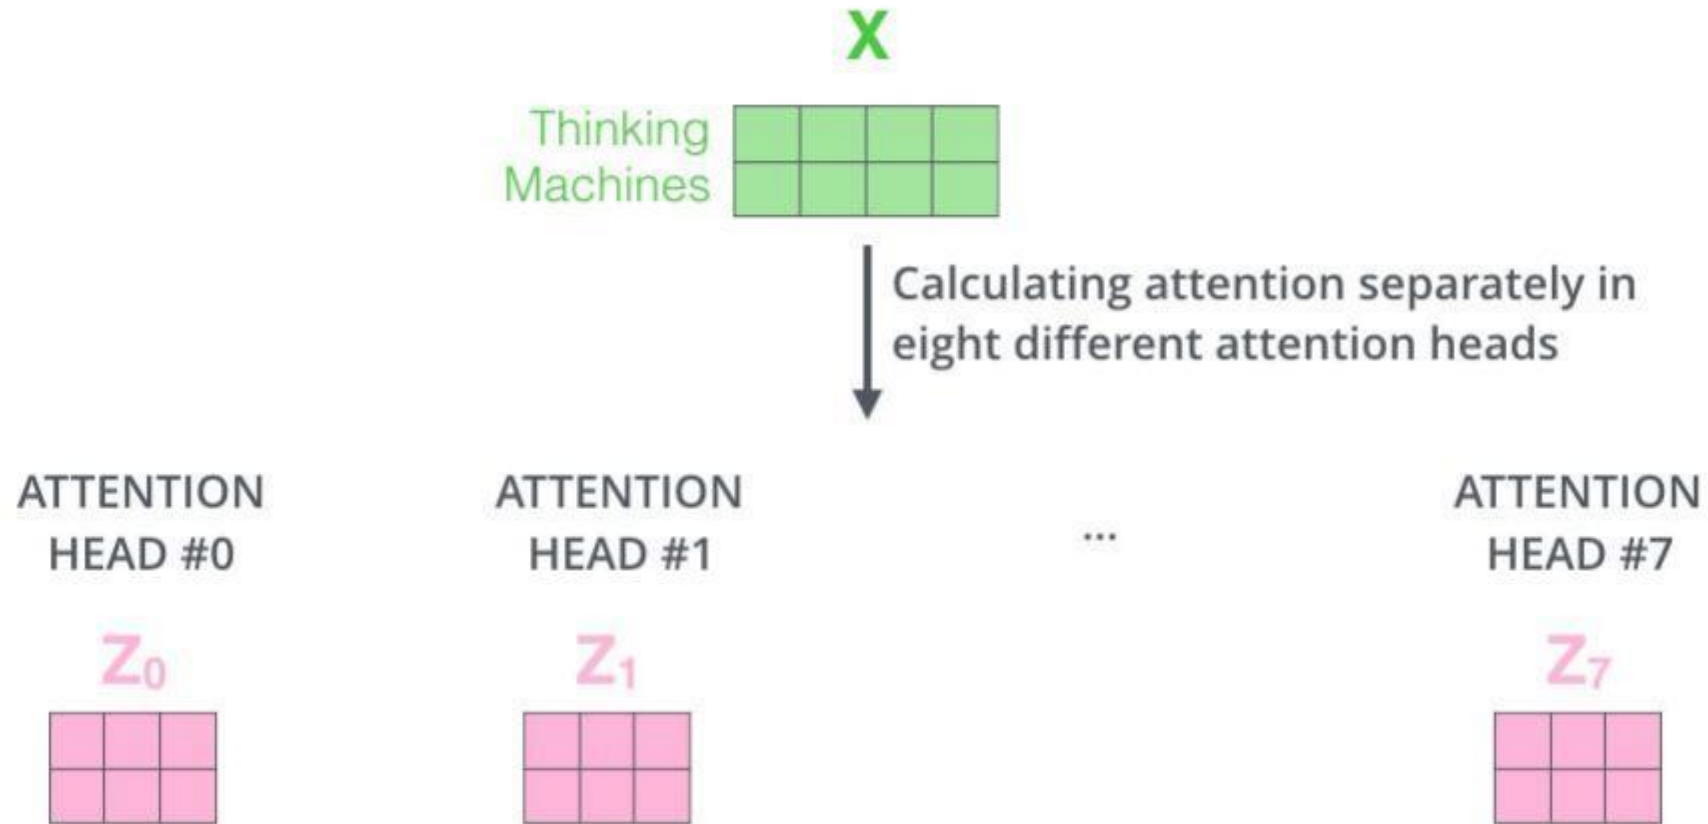 X
Thinking
Machines
Calculating attention separately in
eight different attention heads
ATTENTION
HEAD #0
ATTENTION
HEAD #1
...
ATTENTION
HEAD #7
Z0
Z1
Z7